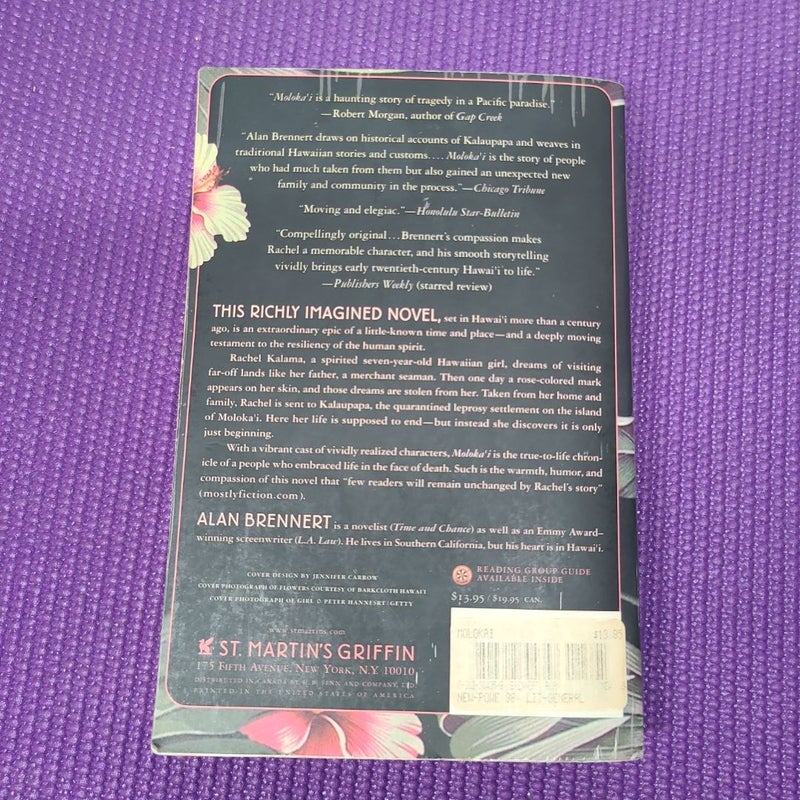 “Moloka'i is a haunting story of tragedy in a Pacific paradise.”
—Robert Morgan, author of Gap Creek
“Alan Brennert draws on historical accounts of Kalaupapa and weaves in
traditional Hawaiian stories and customs.... Moloka'i is the story of people
who had much taken from them but also gained an unexpected new
family and community in the process.”—Chicago Tribune
“Moving and elegiac.”—Honolulu Star-Bulletin
“Compellingly original...Brennert's compassion makes
Rachel a memorable character, and his smooth storytelling
vividly brings early twentieth-century Hawai'i to life.”
—Publishers Weekly (starred review)
THIS RICHLY IMAGINED NOVEL, set in Hawai'i more than a century
ago, is an extraordinary epic of a little-known time and place—and a deeply moving
testament to the resiliency of the human spirit.
Rachel Kalama, a spirited seven-year-old Hawaiian girl, dreams of visiting
far-off lands like her father, a merchant seaman. Then one day a rose-colored mark
appears on her skin, and those dreams are stolen from her. Taken from her home and
family, Rachel is sent to Kalaupapa, the quarantined leprosy settlement on the island
of Moloka'i. Here her life is supposed to end—but instead she discovers it is only
just beginning.
With a vibrant cast of vividly realized characters, Moloka'i is the true-to-life chron-
icle of a people who embraced life in the face of death. Such is the warmth, humor, and
compassion of this novel that “few readers will remain unchanged by Rachel's story”
(mostlyfiction.com).
ALAN BRENNERT is a novelist (Time and Chance) as well as an Emmy Award–
winning screenwriter (L.A. Law). He lives in Southern California, but his heart is in Hawai'i.
COVER DESIGN BY JENNIFER CARROW
COVER PHOTOGRAPH OF FLOWERS COURTESY OF BARKCLOTH HAWAII
COVER PHOTOGRAPH OF GIRL © PETER HANNERT/GETTY
READING GROUP GUIDE
AVAILABLE INSIDE
$13.95 / $19.95 CAN.
www.stmartins.com
ST. MARTIN'S GRIFFIN
175 FIFTH AVENUE, NEW YORK, N.Y. 10010
DISTRIBUTED IN CANADA BY H. B. FENN AND COMPANY, LTD.
PRINTED IN THE UNITED STATES OF AMERICA
MOLOKAI $13.95
LIT-GENERAL